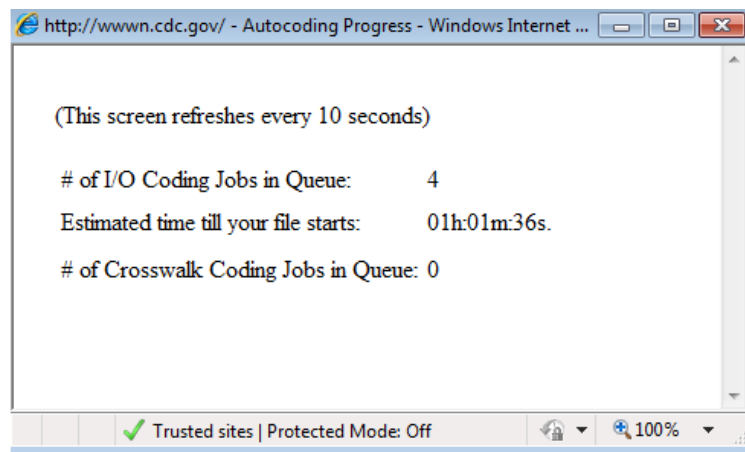 http://wwwn.cdc.gov/ - Autocoding Progress - Windows Internet ...
(This screen refreshes every 10 seconds)
# of I/O Coding Jobs in Queue: 4
Estimated time till your file starts: 01h:01m:36s.
# of Crosswalk Coding Jobs in Queue: 0
Trusted sites | Protected Mode: Off 100%